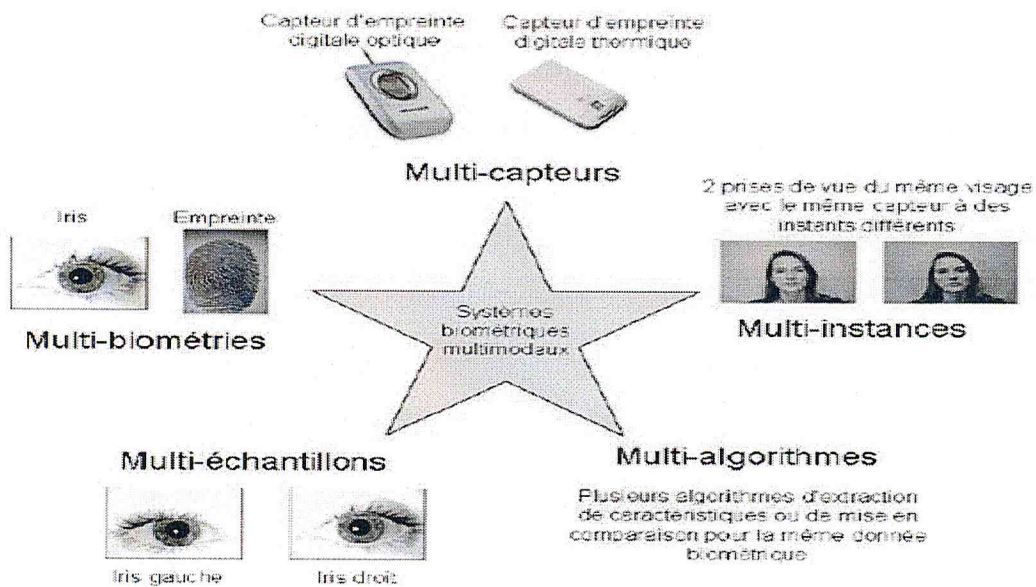 Capteur d'empreinte
digitale optique
Capteur d'empreinte
digitale thermique
Multi-capteurs
Iris
Empreinte
Multi-biométries
2 prises de vue du même visage
avec le même capteur à des
instants différents
Multi-instances
Systèmes
biométriques
multimodaux
Multi-échantillons
Iris gauche
Iris droit
Multi-algorithmes
Plusieurs algorithmes d'extraction
de caractéristiques ou de mise en
comparaison pour la même donnée
biométrique